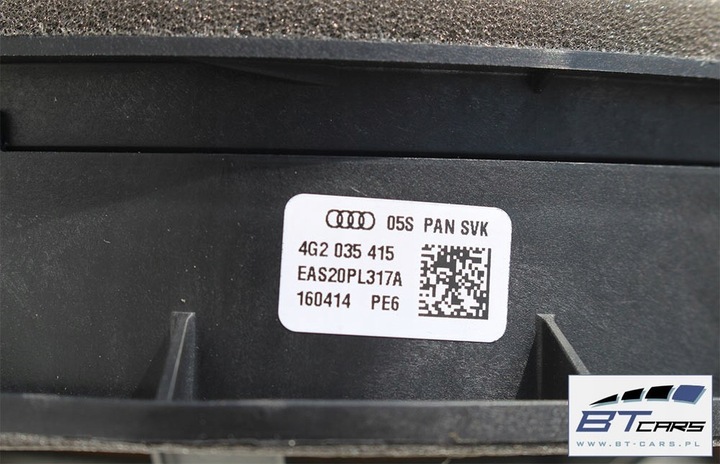 05S PAN SVK
4G2 035 415
EAS20PL317A
160414 PE6
BT CARS
WWW.BT-CARS.PL